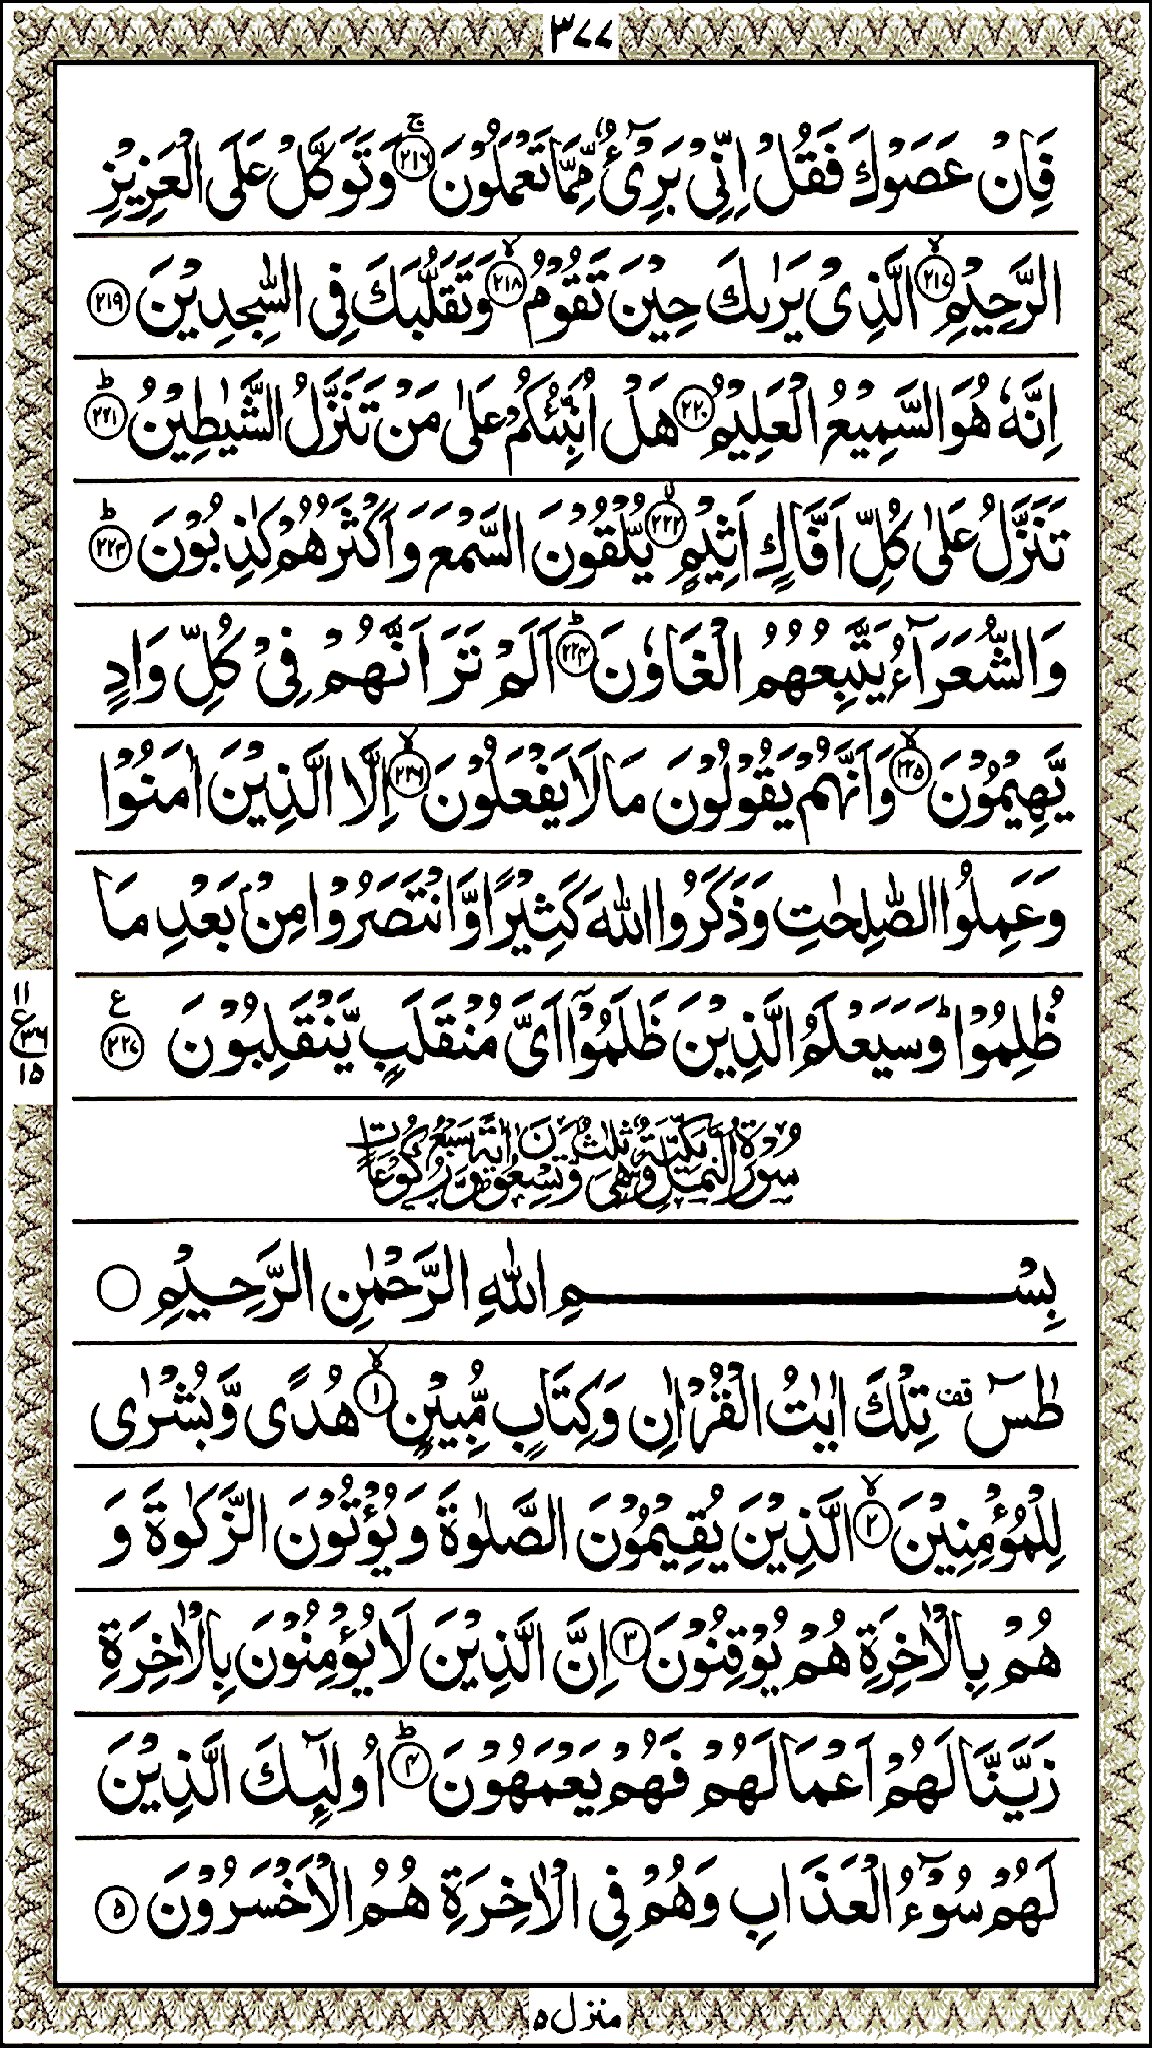 ٣٧٧
فَاِنْ عَصَوْكَ فَقُلْ اِنِّىْ بَرِىْٓءٌ مِّمَّا تَعْمَلُوْنَ ﴿٢١٦﴾ۚ وَتَوَكَّلْ عَلَى الْعَزِيْزِ
الرَّحِيْمِ ﴿٢١٧﴾ۙ الَّذِىْ يَرٰىكَ حِيْنَ تَقُوْمُ ﴿٢١٨﴾ۙ وَتَقَلُّبَكَ فِى السّٰجِدِيْنَ ﴿٢١٩﴾
اِنَّهٗ هُوَ السَّمِيْعُ الْعَلِيْمُ ﴿٢٢٠﴾ هَلْ اُنَبِّئُكُمْ عَلٰى مَنْ تَنَزَّلُ الشَّيٰطِيْنُ ﴿٢٢١﴾ؕ
تَنَزَّلُ عَلٰى كُلِّ اَفَّاكٍ اَثِيْمٍ ﴿٢٢٢﴾ۙ يُّلْقُوْنَ السَّمْعَ وَاَكْثَرُهُمْ كٰذِبُوْنَ ﴿٢٢٣﴾ؕ
وَالشُّعَرَآءُ يَتَّبِعُهُمُ الْغَاوٗنَ ﴿٢٢٤﴾ؕ اَلَمْ تَرَ اَنَّهُمْ فِىْ كُلِّ وَادٍ
يَّهِيْمُوْنَ ﴿٢٢٥﴾ۙ وَاَنَّهُمْ يَقُوْلُوْنَ مَا لَا يَفْعَلُوْنَ ﴿٢٢٦﴾ۙ اِلَّا الَّذِيْنَ اٰمَنُوْا
وَعَمِلُوا الصّٰلِحٰتِ وَذَكَرُوا اللّٰهَ كَثِيْرًا وَّانْتَصَرُوْا مِنْۢ بَعْدِ مَا
ظُلِمُوْا ؕ وَسَيَعْلَمُ الَّذِيْنَ ظَلَمُوْۤا اَىَّ مُنْقَلَبٍ يَّنْقَلِبُوْنَ ﴿٢٢٧﴾ ع
١١
ع ٣٦
١٥
سُوْرَةُ النَّمْلِ مَكِّيَّةٌ وَّهِىَ ثَلٰثٌ وَّتِسْعُوْنَ اٰيَةً وَّسَبْعُ رُكُوْعَاتٍ
بِسْمِ اللّٰهِ الرَّحْمٰنِ الرَّحِيْمِ
طٰسٓ قف تِلْكَ اٰيٰتُ الْقُرْاٰنِ وَكِتَابٍ مُّبِيْنٍ ﴿١﴾ۙ هُدًى وَّبُشْرٰى
لِلْمُؤْمِنِيْنَ ﴿٢﴾ۙ الَّذِيْنَ يُقِيْمُوْنَ الصَّلٰوةَ وَيُؤْتُوْنَ الزَّكٰوةَ وَ
هُمْ بِالْاٰخِرَةِ هُمْ يُوْقِنُوْنَ ﴿٣﴾ اِنَّ الَّذِيْنَ لَا يُؤْمِنُوْنَ بِالْاٰخِرَةِ
زَيَّنَّا لَهُمْ اَعْمَالَهُمْ فَهُمْ يَعْمَهُوْنَ ﴿٤﴾ؕ اُولٰٓئِكَ الَّذِيْنَ
لَهُمْ سُوْٓءُ الْعَذَابِ وَهُمْ فِى الْاٰخِرَةِ هُمُ الْاَخْسَرُوْنَ ﴿٥﴾
منزل ٥